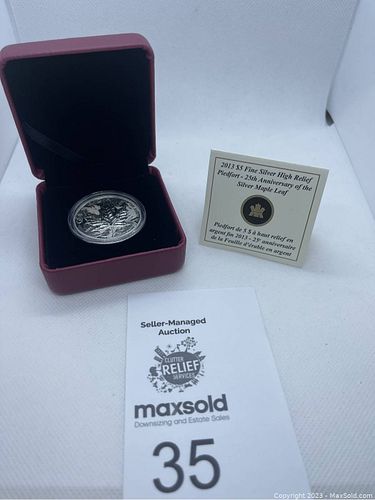 2013 $5 Fine Silver High Relief
Piedfort - 25th Anniversary of the
Silver Maple Leaf
Piedfort de 5 $ à haut relief en
argent fin 2013 - 25e anniversaire
de la Feuille d'érable en argent
Seller-Managed
Auction
CLUTTER
RELIEF
SERVICES
maxsold
Downsizing and Estate Sales
35
Copyright 2023 - MaxSold.com